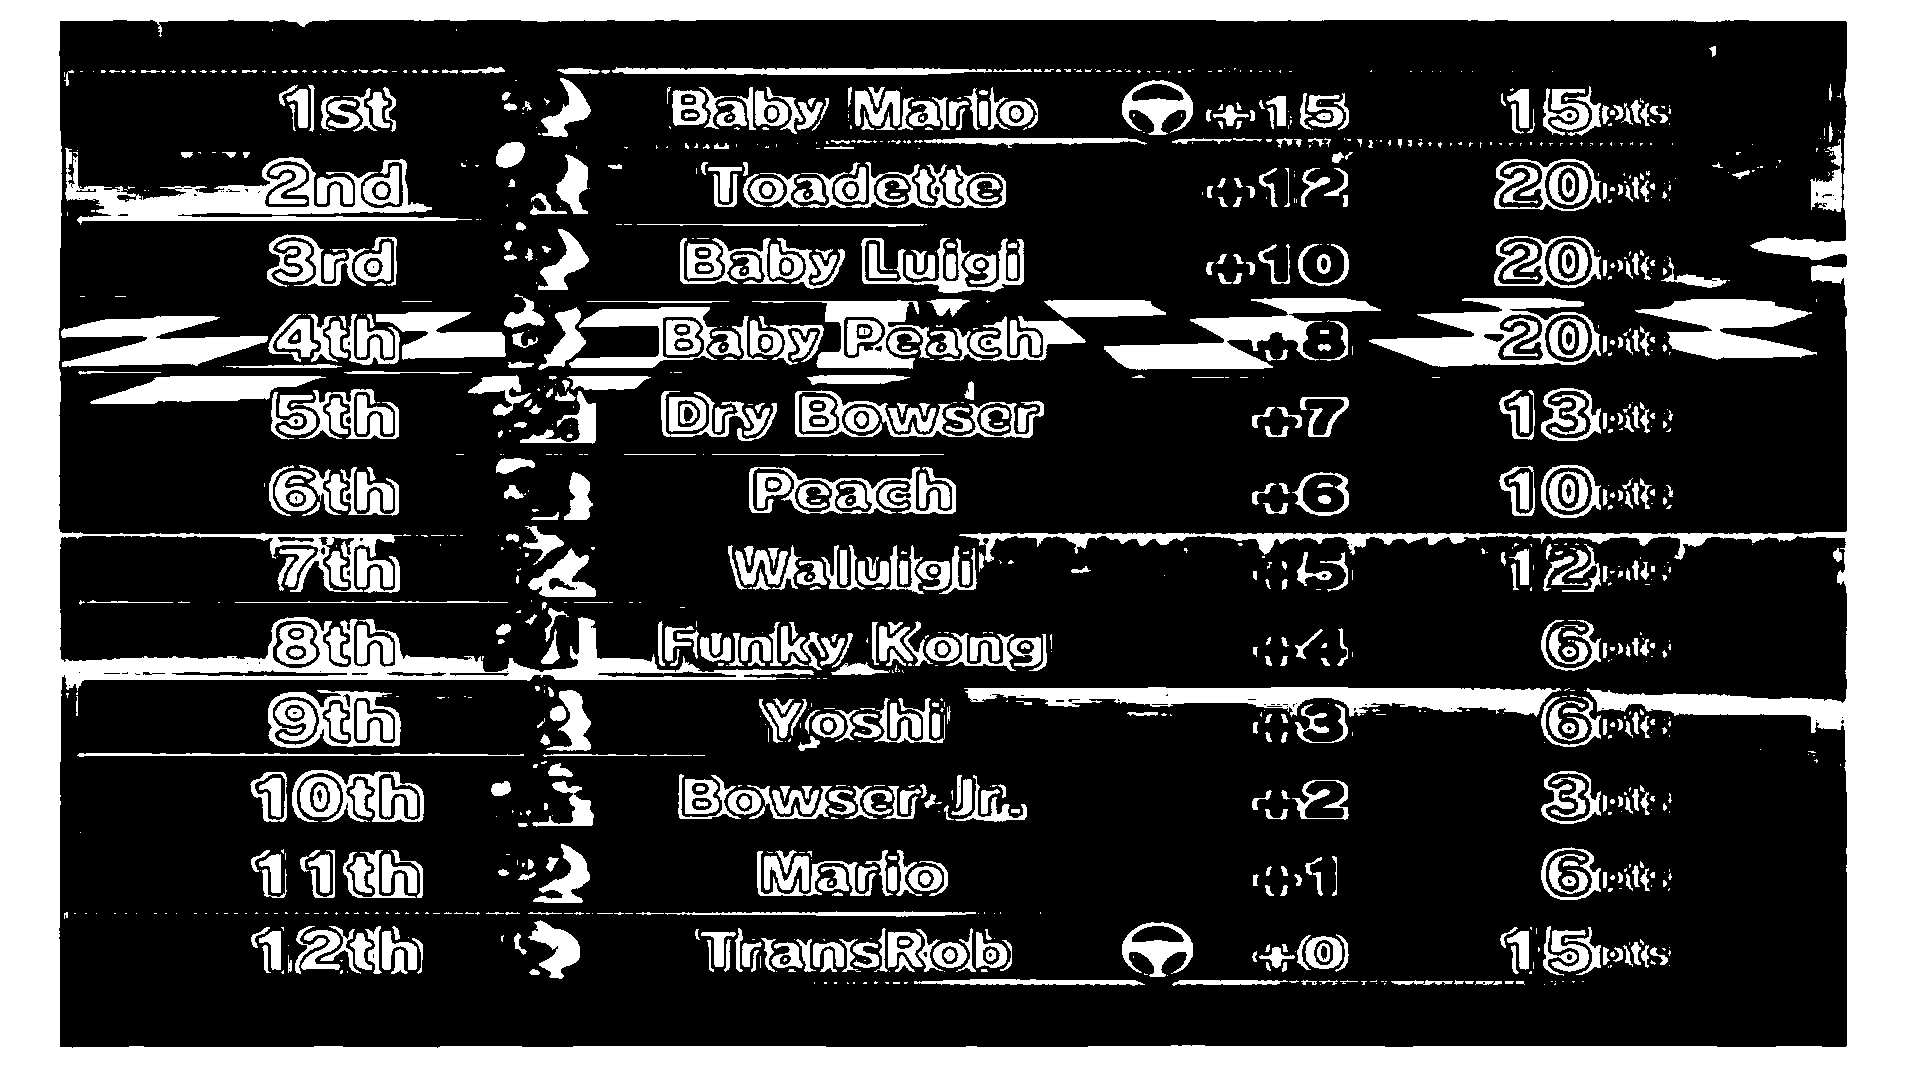 1st Baby Mario +15 15pts
2nd Toadette +12 20pts
3rd Baby Luigi +10 20pts
4th Baby Peach +8 20pts
5th Dry Bowser +7 13pts
6th Peach +6 10pts
7th Waluigi +5 12pts
8th Funky Kong +4 6pts
9th Yoshi +3 6pts
10th Bowser Jr. +2 3pts
11th Mario +1 6pts
12th TransRob +0 15pts